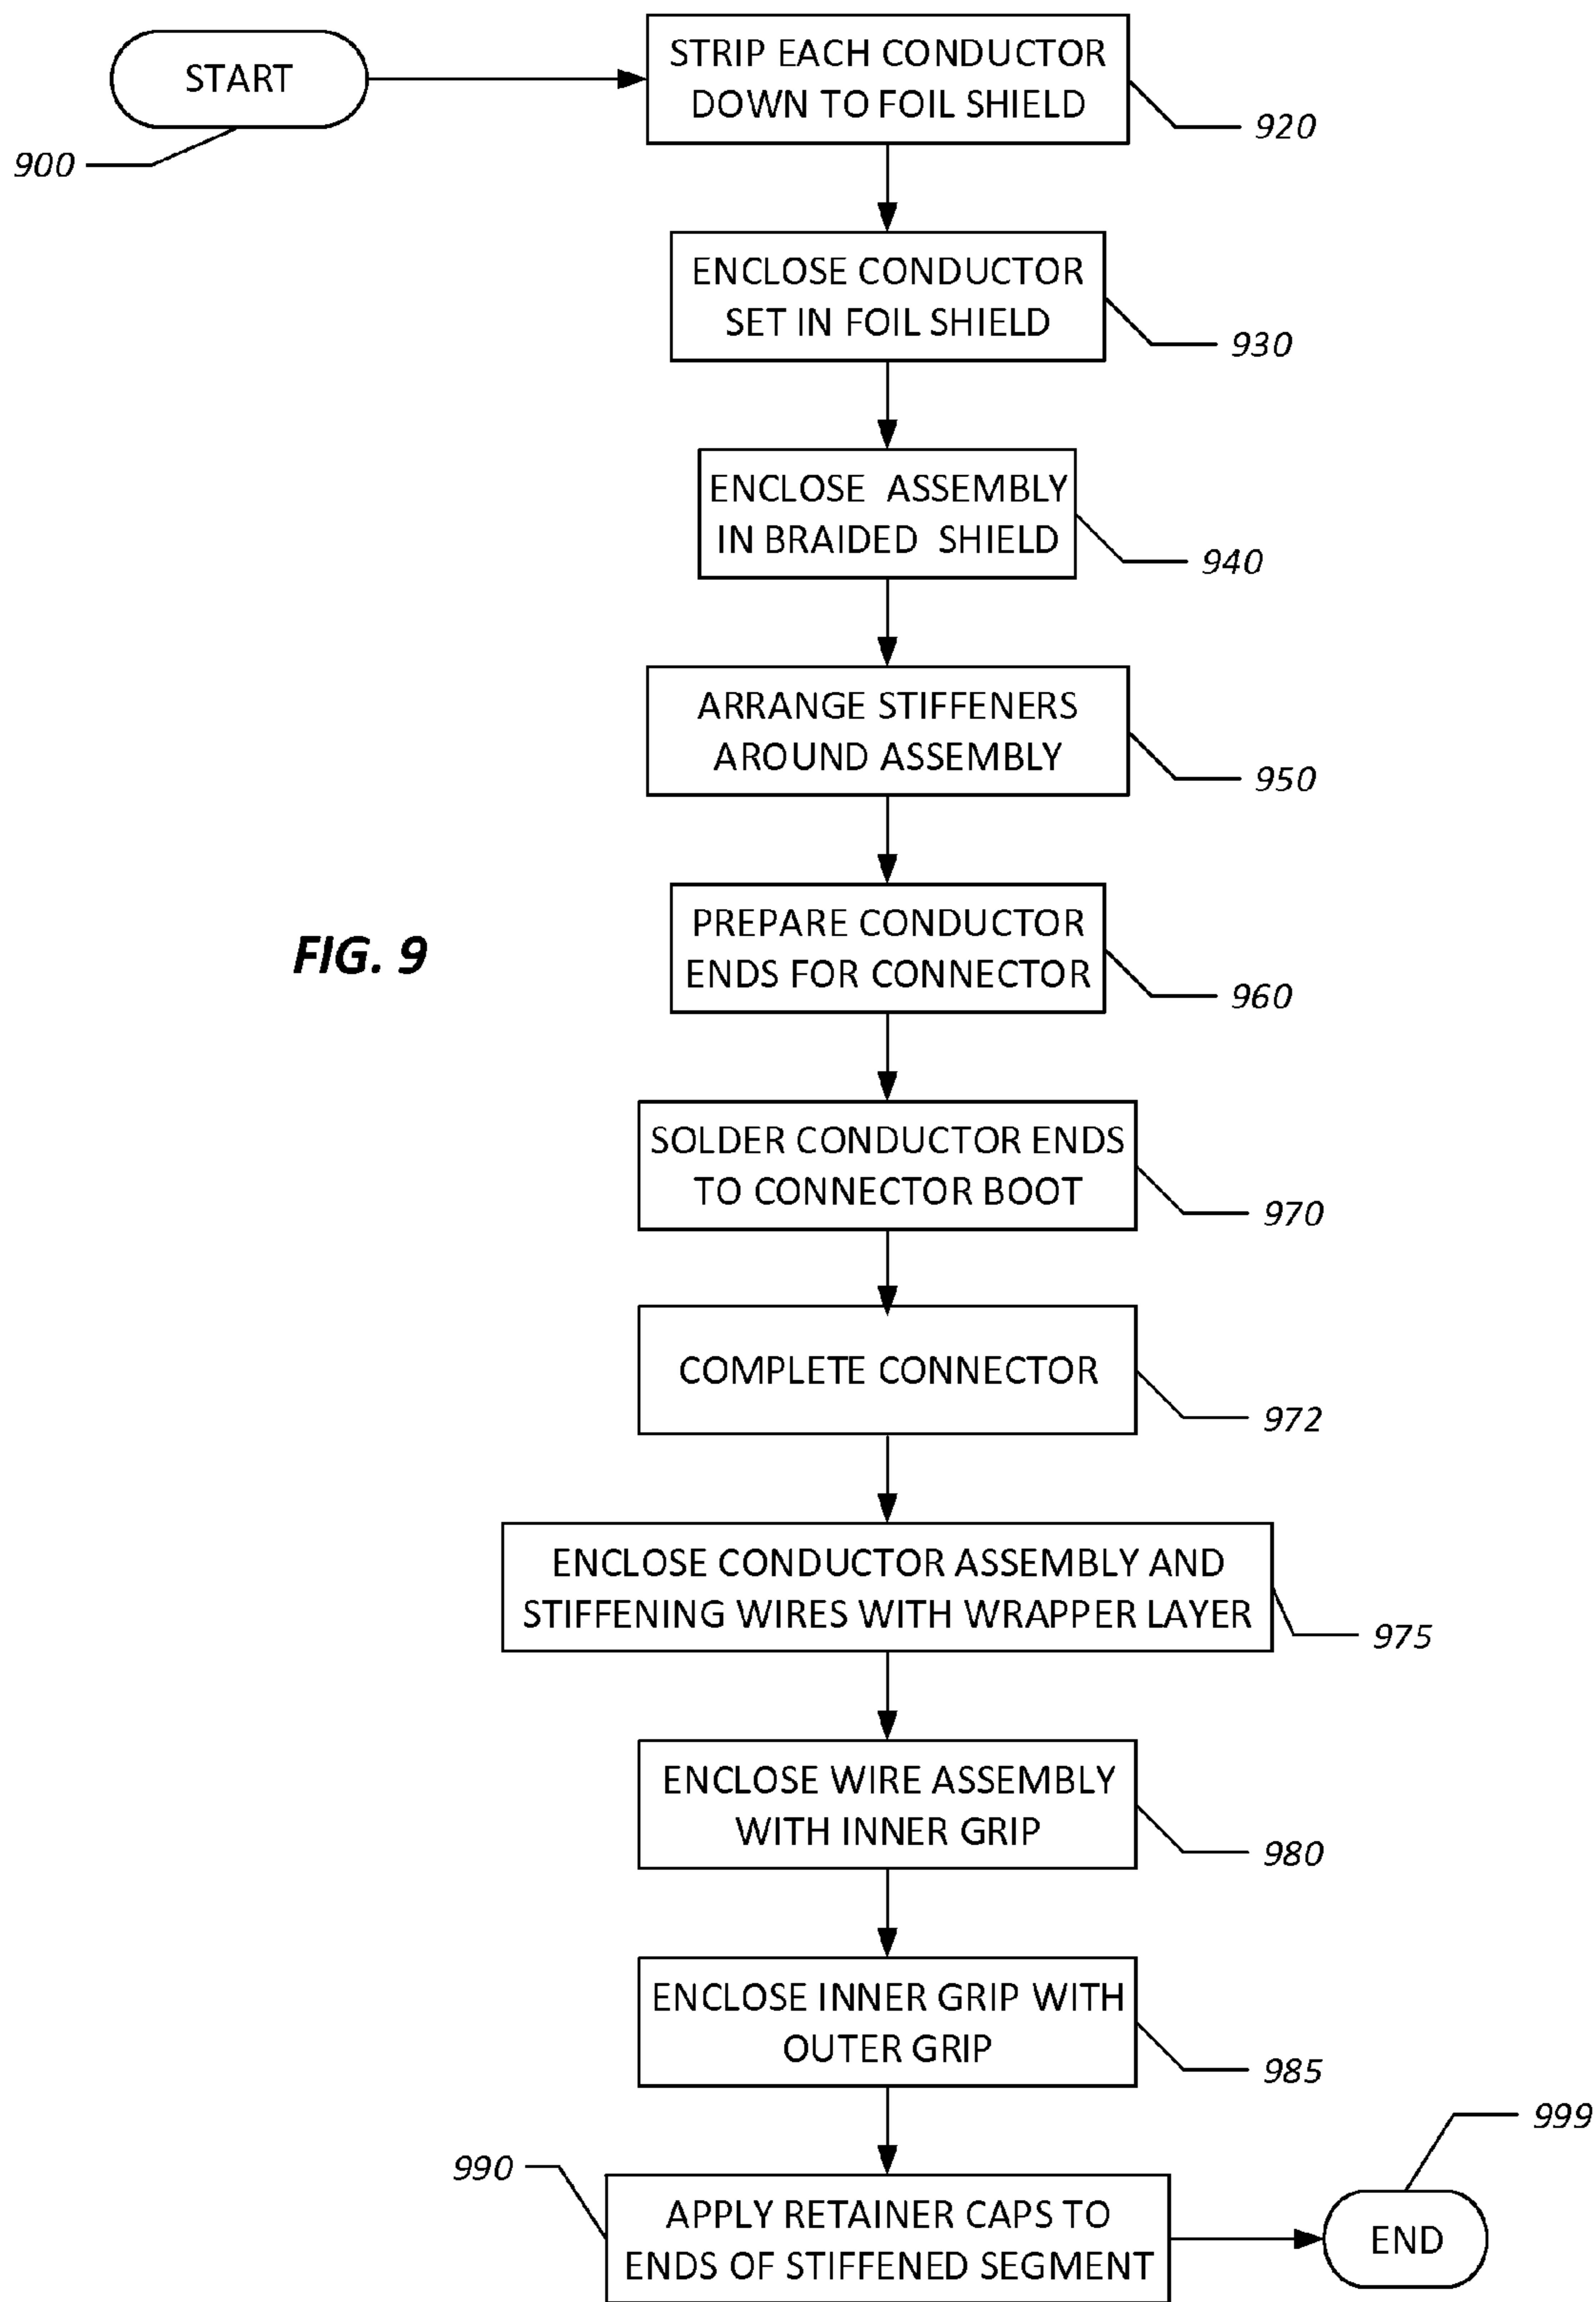 START
900
STRIP EACH CONDUCTOR
DOWN TO FOIL SHIELD
920
ENCLOSE CONDUCTOR
SET IN FOIL SHIELD
930
ENCLOSE ASSEMBLY
IN BRAIDED SHIELD
940
ARRANGE STIFFENERS
AROUND ASSEMBLY
950
FIG. 9
PREPARE CONDUCTOR
ENDS FOR CONNECTOR
960
SOLDER CONDUCTOR ENDS
TO CONNECTOR BOOT
970
COMPLETE CONNECTOR
972
ENCLOSE CONDUCTOR ASSEMBLY AND
STIFFENING WIRES WITH WRAPPER LAYER
975
ENCLOSE WIRE ASSEMBLY
WITH INNER GRIP
980
ENCLOSE INNER GRIP WITH
OUTER GRIP
985
990
APPLY RETAINER CAPS TO
ENDS OF STIFFENED SEGMENT
999
END